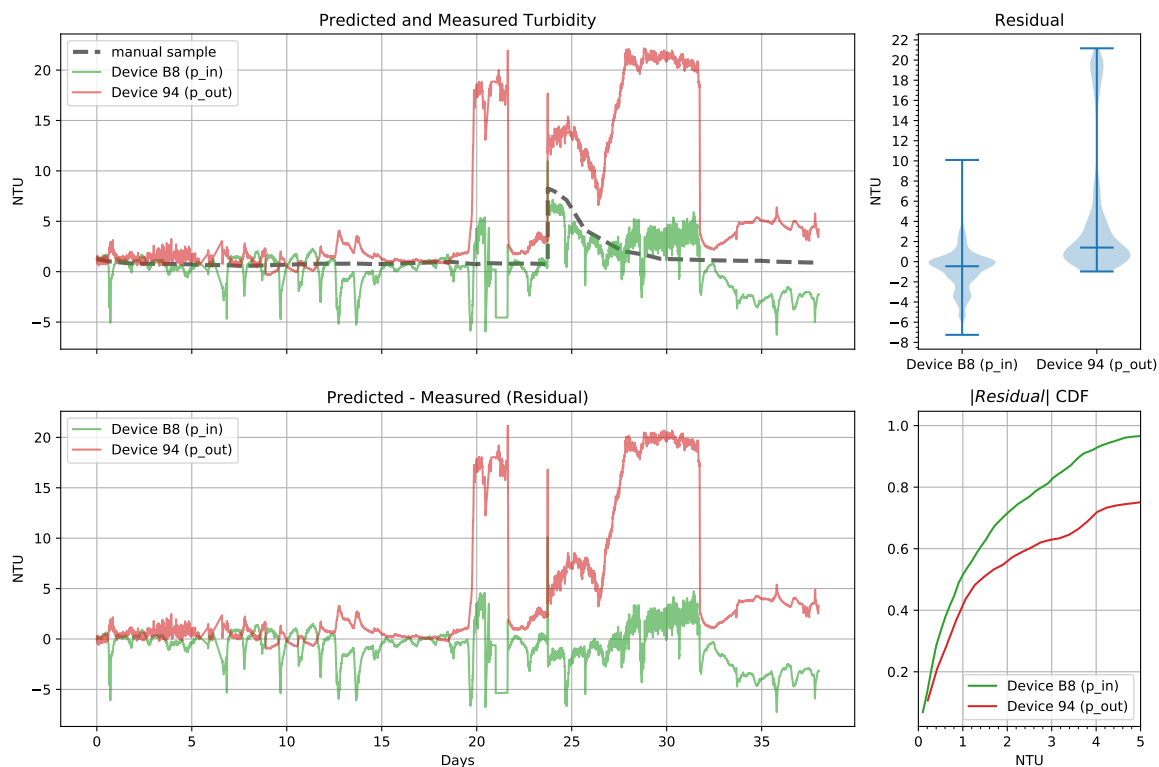 Predicted and Measured Turbidity
NTU
20
15
10
5
0
−5
manual sample
Device B8 (p_in)
Device 94 (p_out)
Residual
NTU
22
20
18
16
14
12
10
8
6
4
2
0
−2
−4
−6
−8
Device B8 (p_in) Device 94 (p_out)
Predicted - Measured (Residual)
NTU
20
15
10
5
0
−5
Device B8 (p_in)
Device 94 (p_out)
0 5 10 15 20 25 30 35
Days
|Residual| CDF
1.0
0.8
0.6
0.4
0.2
Device B8 (p_in)
Device 94 (p_out)
0 1 2 3 4 5
NTU